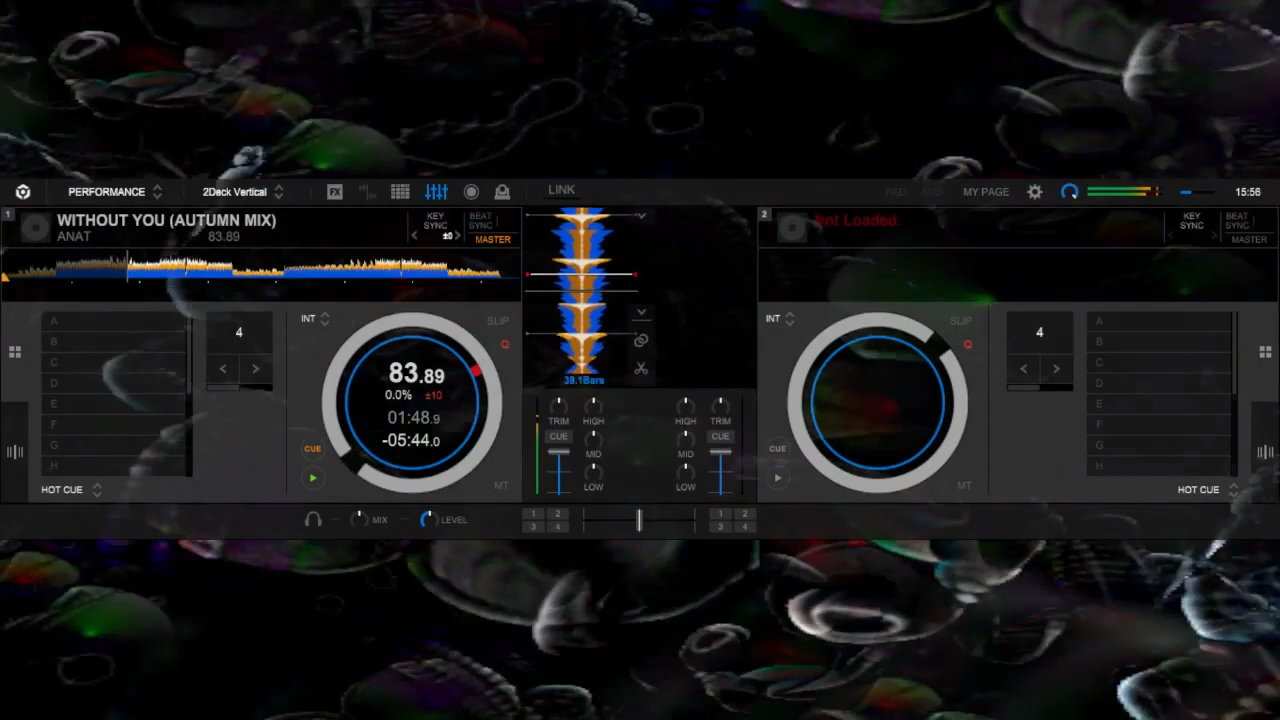 PERFORMANCE 2Deck Vertical FX LINK PAD MY PAGE 15:56
1 WITHOUT YOU (AUTUMN MIX) KEY SYNC BEAT SYNC
ANAT 83.89 ±0 MASTER
2 Not Loaded KEY SYNC BEAT SYNC
MASTER
INT SLIP
Q
A
B
C
D
E
F
G
H
HOT CUE
4
83.89
0.0% ±10
01:48.9
-05:44.0
CUE
MT
39.1Bars
TRIM HIGH HIGH TRIM
CUE CUE
MID MID
LOW LOW
INT SLIP
Q
CUE
MT
4
A
B
C
D
E
F
G
H
HOT CUE
MIX LEVEL
1 2
3 4
1 2
3 4